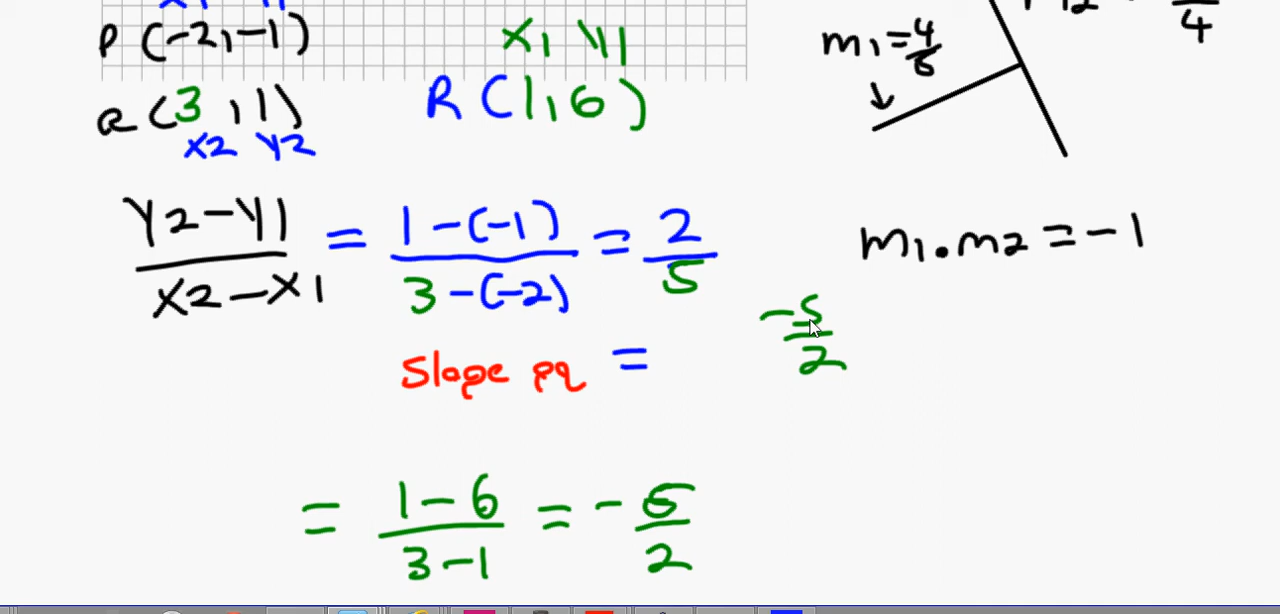 P (-2, -1)
x1 y1
m1 = 4/5
4
Q (3, 1)
R (1, 6)
x2 y2
y2 - y1 / x2 - x1 = 1 - (-1) / 3 - (-2) = 2/5
m1 . m2 = -1
-5/2
Slope pq =
= 1 - 6 / 3 - 1 = -5/2